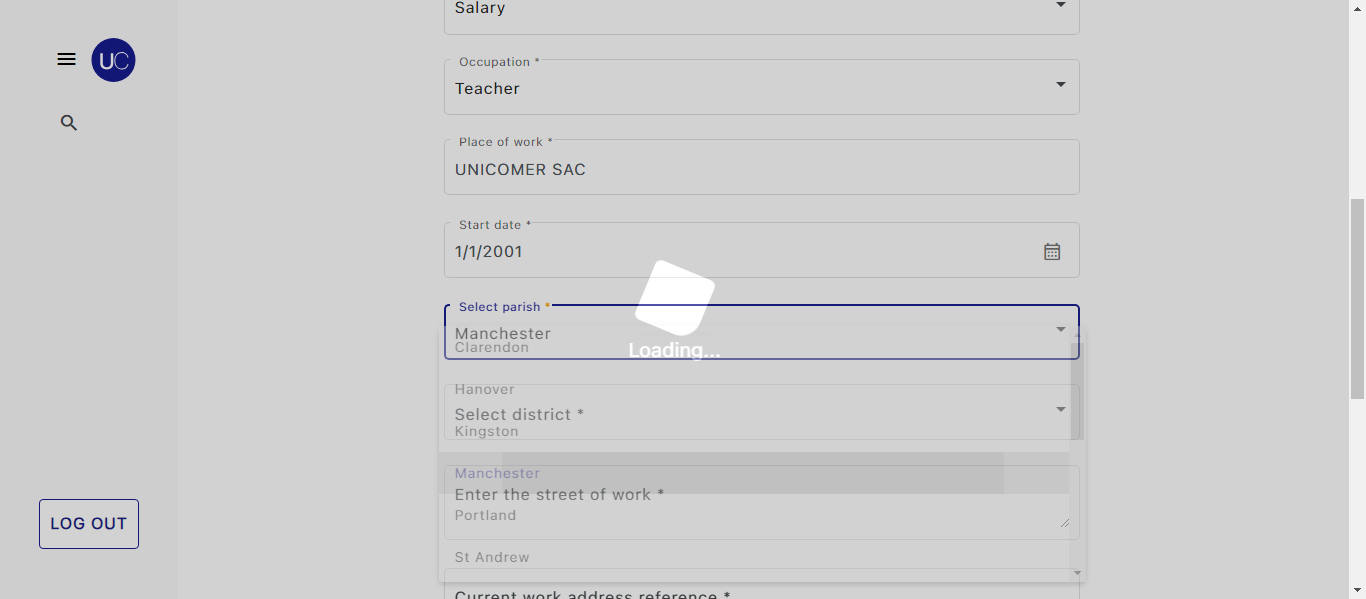 Salary
UC
Occupation *
Teacher
Place of work *
UNICOMER SAC
Start date *
1/1/2001
Select parish *
Manchester
Clarendon
Loading...
Hanover
Select district *
Kingston
Manchester
Enter the street of work *
Portland
St Andrew
LOG OUT
Current work address reference *